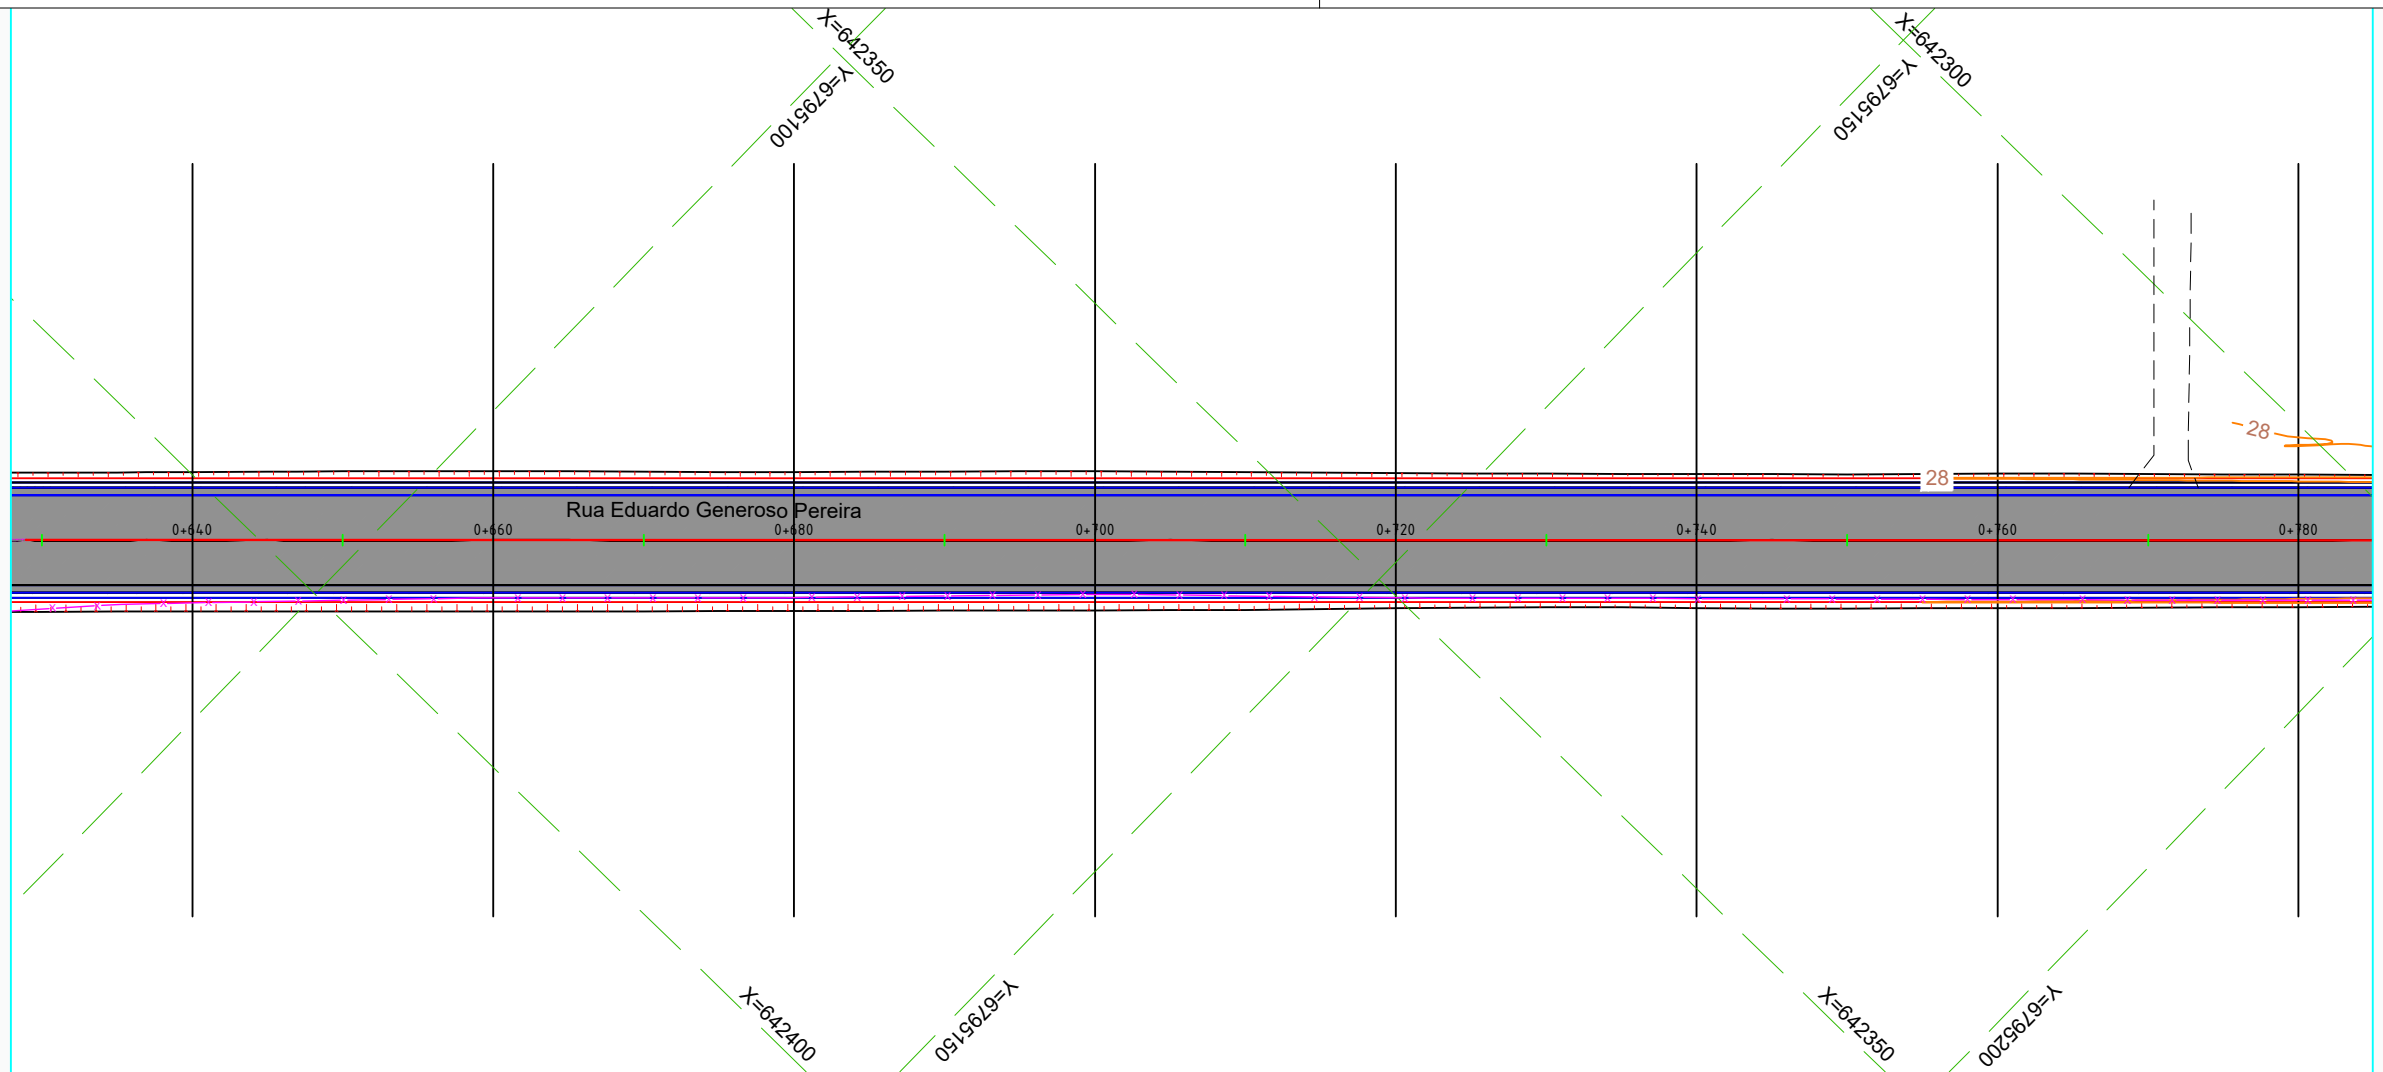 X=642350
Y=6795100
X=642300
Y=6795150
28
28
Rua Eduardo Generoso Pereira
0+640
0+660
0+680
0+700
0+720
0+740
0+760
0+780
X=642400
Y=6795150
X=642350
Y=6795200